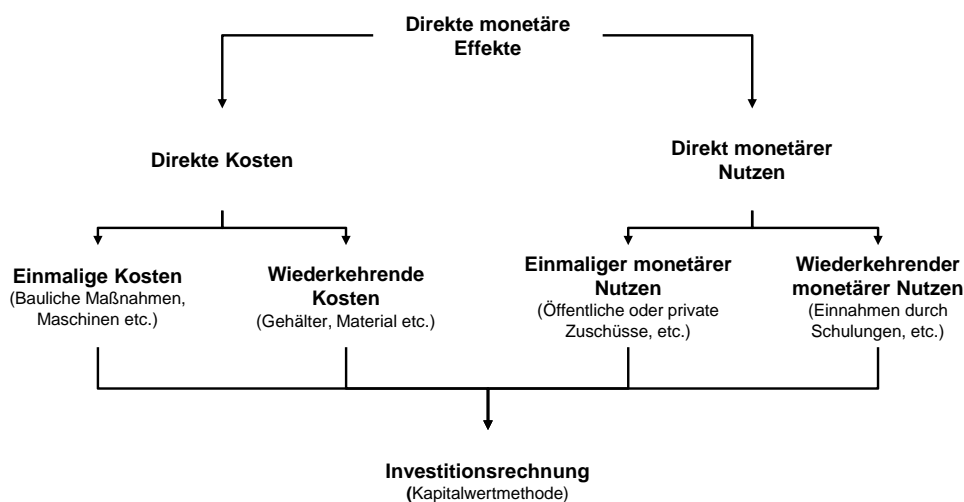 Direkte monetäre
Effekte
Direkte Kosten
Direkt monetärer
Nutzen
Einmalige Kosten
(Bauliche Maßnahmen,
Maschinen etc.)
Wiederkehrende
Kosten
(Gehälter, Material etc.)
Einmaliger monetärer
Nutzen
(Öffentliche oder private
Zuschüsse, etc.)
Wiederkehrender
monetärer Nutzen
(Einnahmen durch
Schulungen, etc.)
Investitionsrechnung
(Kapitalwertmethode)